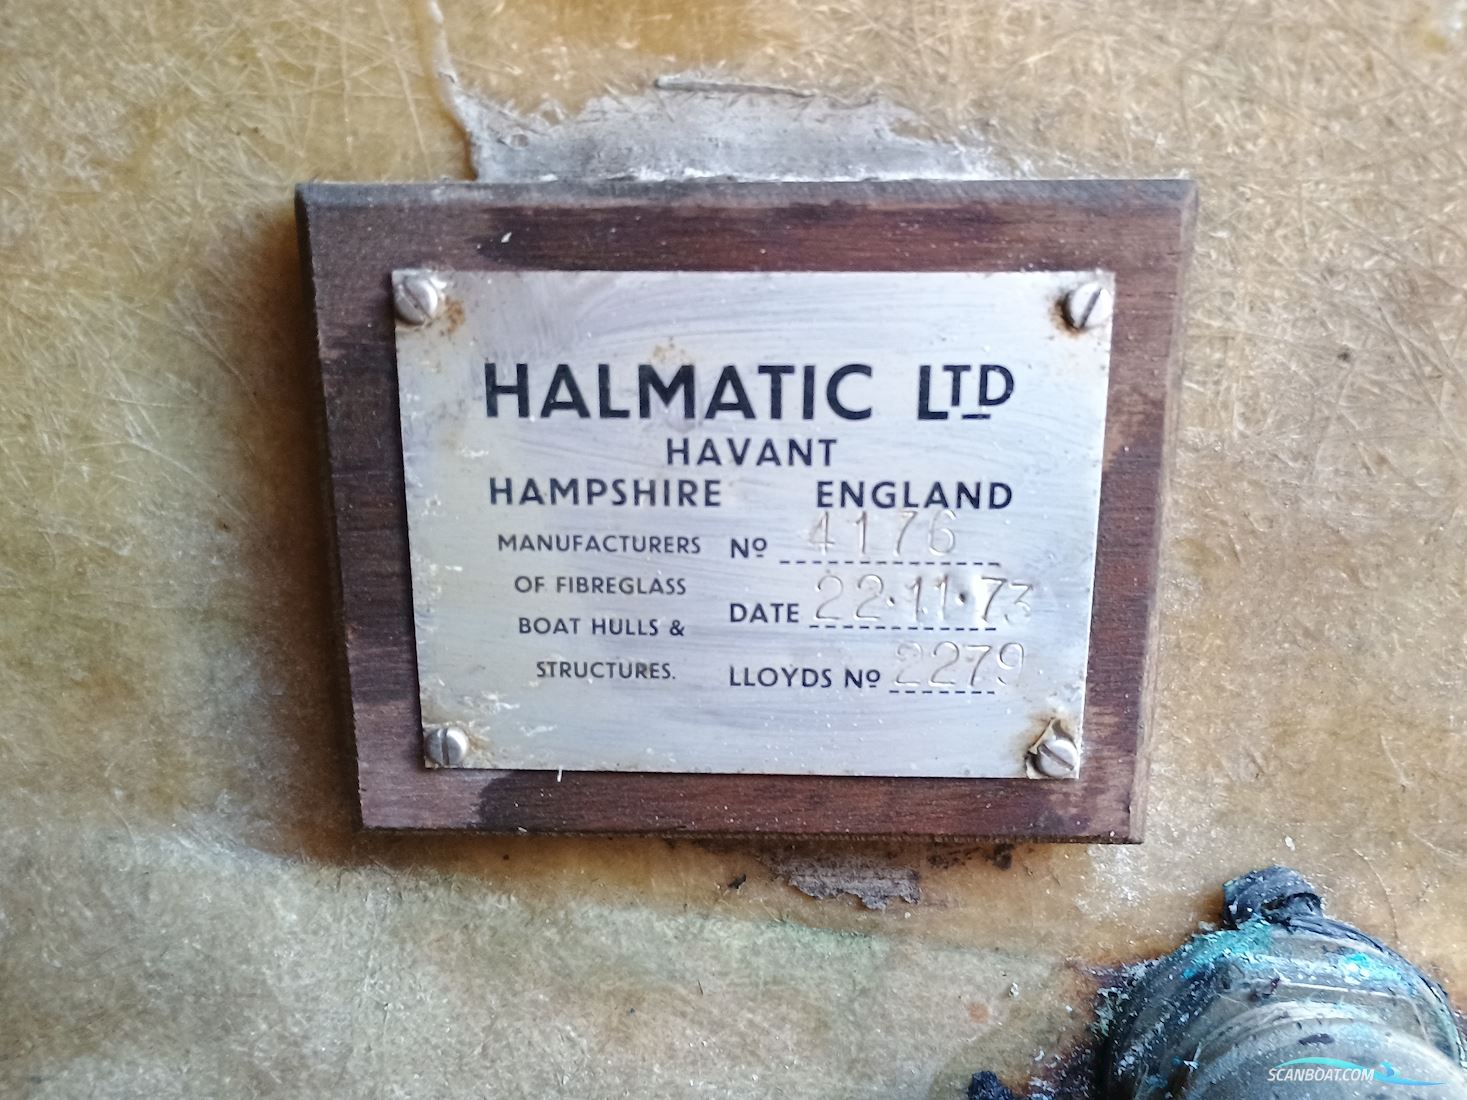 HALMATIC LTD
HAVANT
HAMPSHIRE ENGLAND
MANUFACTURERS Nº 4176
OF FIBREGLASS
BOAT HULLS &
STRUCTURES.
DATE 22·11·73
LLOYDS Nº 2279
SCANBOAT.COM